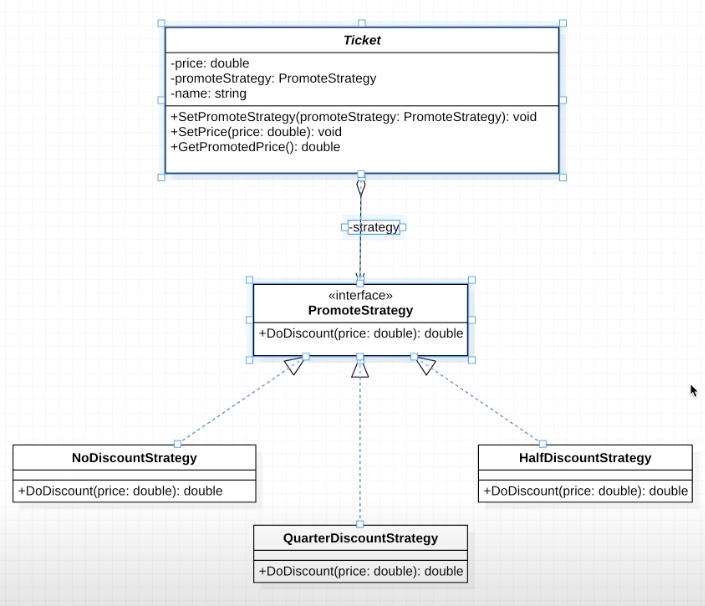 Ticket
-price: double
-promoteStrategy: PromoteStrategy
-name: string
+SetPromoteStrategy(promoteStrategy: PromoteStrategy): void
+SetPrice(price: double): void
+GetPromotedPrice(): double
-strategy
«interface»
PromoteStrategy
+DoDiscount(price: double): double
NoDiscountStrategy
+DoDiscount(price: double): double
HalfDiscountStrategy
+DoDiscount(price: double): double
QuarterDiscountStrategy
+DoDiscount(price: double): double